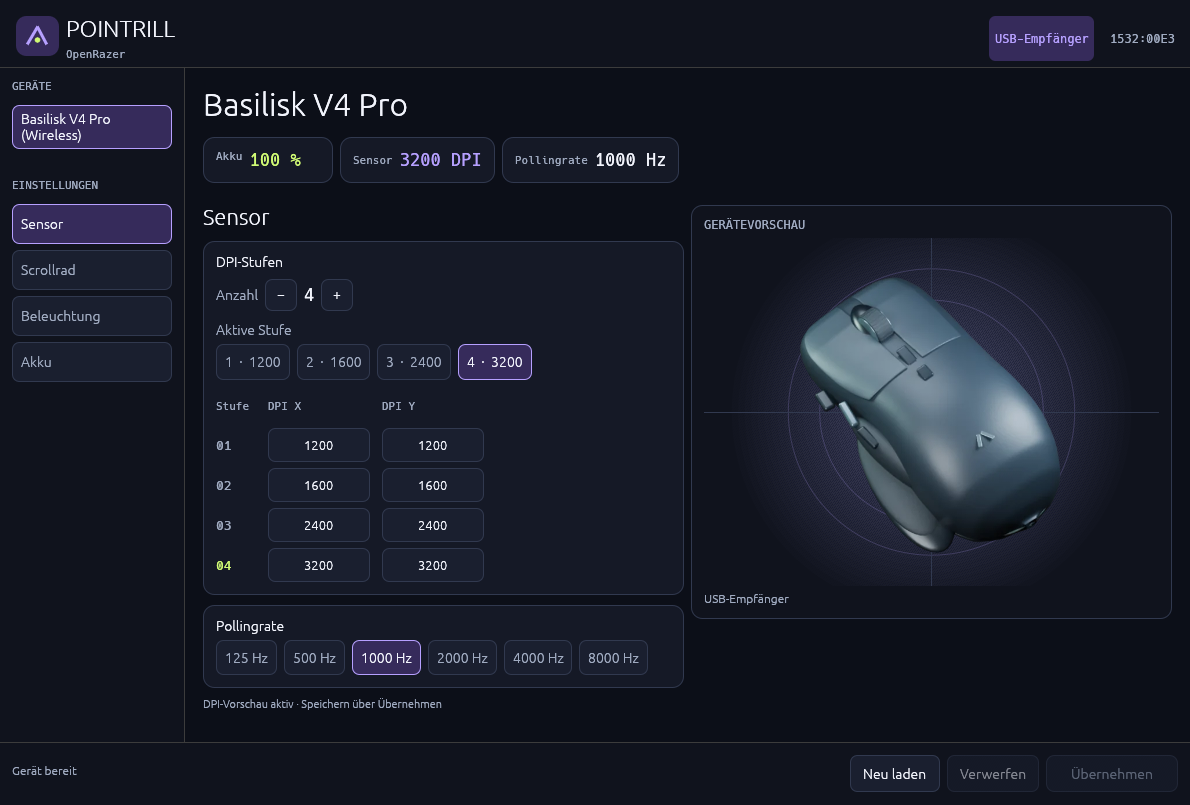 POINTRILL
OpenRazer
USB-Empfänger
1532:00E3
GERÄTE
Basilisk V4 Pro
(Wireless)
EINSTELLUNGEN
Sensor
Scrollrad
Beleuchtung
Akku
Basilisk V4 Pro
Akku 100 %
Sensor 3200 DPI
Pollingrate 1000 Hz
Sensor
DPI-Stufen
Anzahl − 4 +
Aktive Stufe
1 · 1200 2 · 1600 3 · 2400 4 · 3200
Stufe DPI X DPI Y
01 1200 1200
02 1600 1600
03 2400 2400
04 3200 3200
Pollingrate
125 Hz 500 Hz 1000 Hz 2000 Hz 4000 Hz 8000 Hz
DPI-Vorschau aktiv · Speichern über Übernehmen
GERÄTEVORSCHAU
USB-Empfänger
Gerät bereit
Neu laden Verwerfen Übernehmen